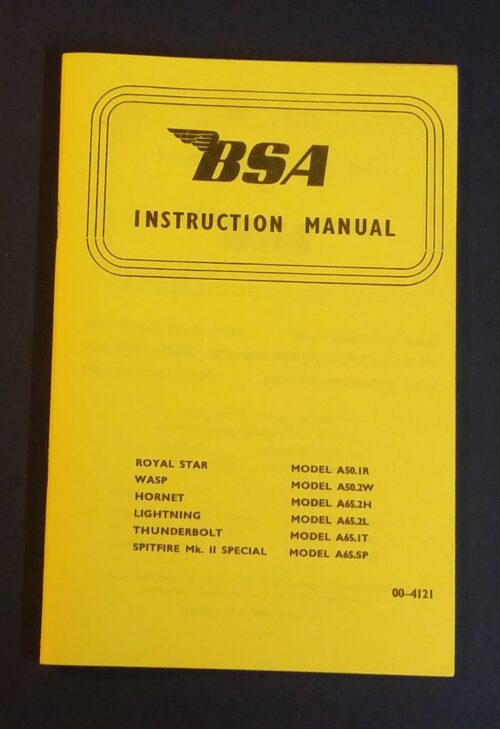 BSA
INSTRUCTION MANUAL
ROYAL STAR MODEL A50.1R
WASP MODEL A50.2W
HORNET MODEL A65.2H
LIGHTNING MODEL A65.2L
THUNDERBOLT MODEL A65.1T
SPITFIRE Mk. II SPECIAL MODEL A65.SP
00–4121